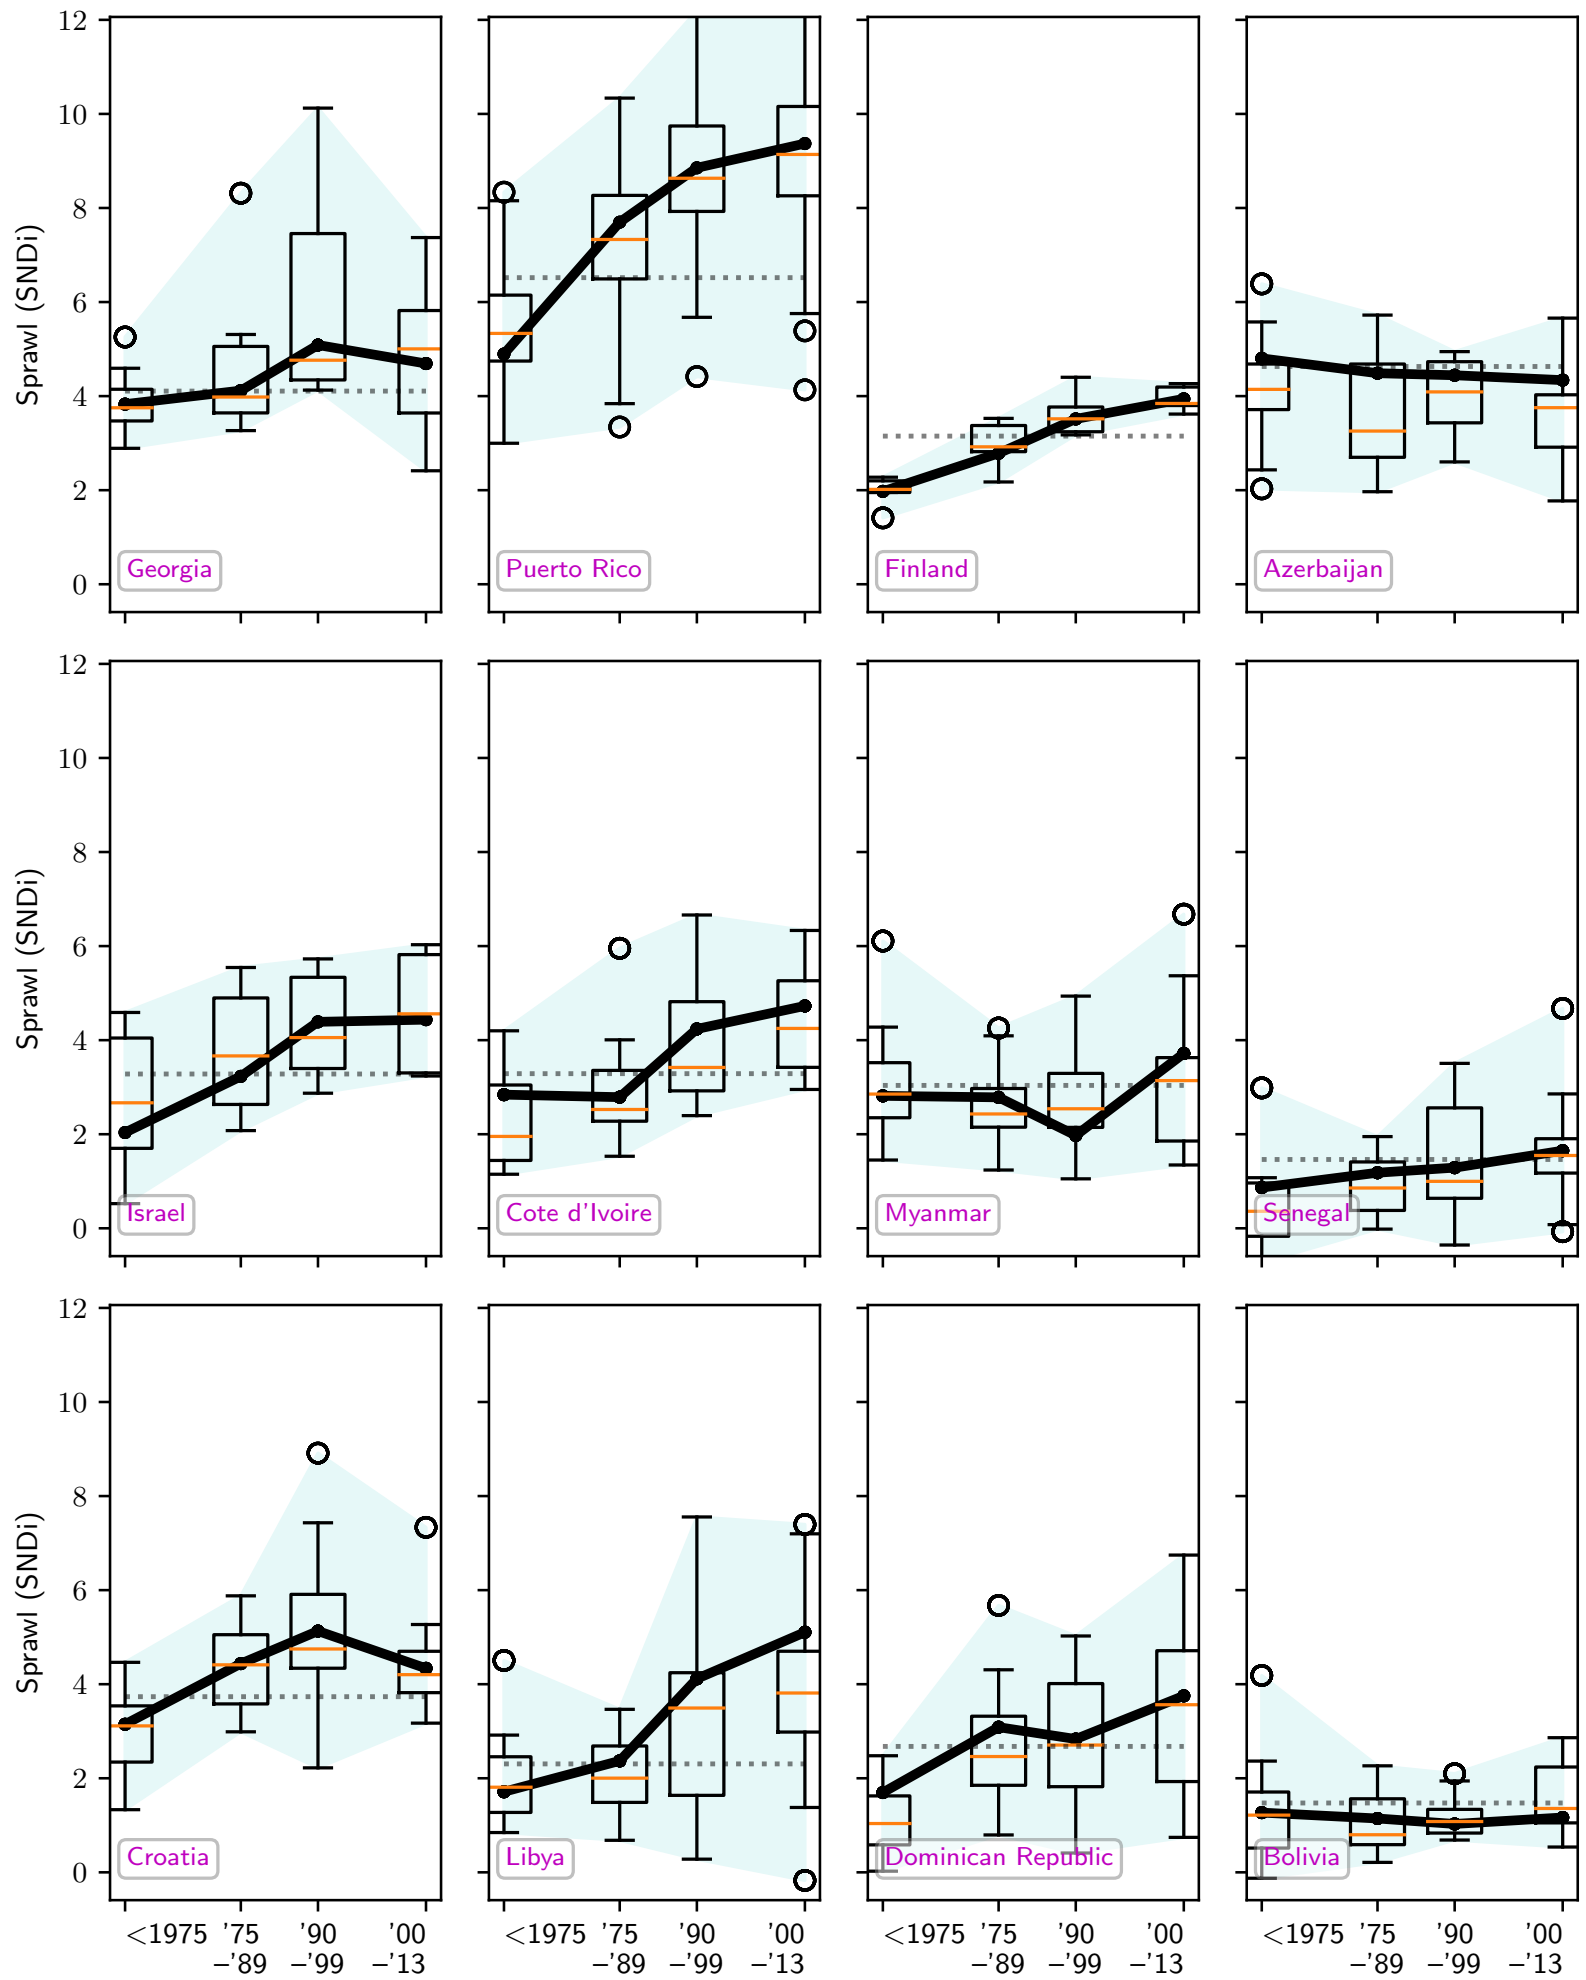 12
10
8
6
4
2
0
Sprawl (SNDi)
Georgia
Puerto Rico
Finland
Azerbaijan
12
10
8
6
4
2
0
Sprawl (SNDi)
Israel
Cote d'Ivoire
Myanmar
Senegal
12
10
8
6
4
2
0
Sprawl (SNDi)
Croatia
Libya
Dominican Republic
Bolivia
<1975 '75 '90 '00
–'89 –'99 –'13
<1975 '75 '90 '00
–'89 –'99 –'13
<1975 '75 '90 '00
–'89 –'99 –'13
<1975 '75 '90 '00
–'89 –'99 –'13